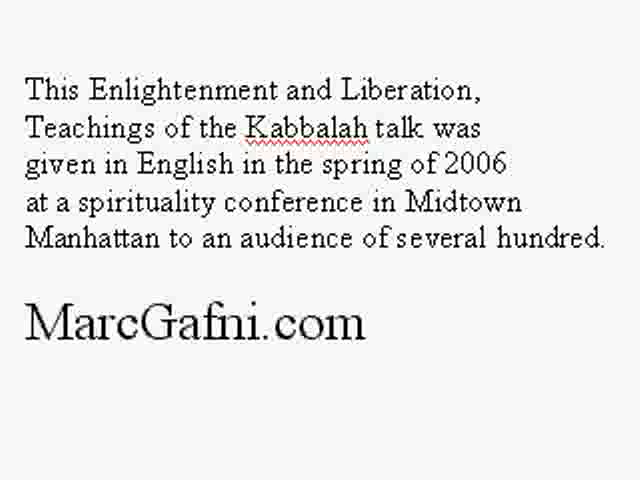 This Enlightenment and Liberation,
Teachings of the Kabbalah talk was
given in English in the spring of 2006
at a spirituality conference in Midtown
Manhattan to an audience of several hundred.
MarcGafni.com